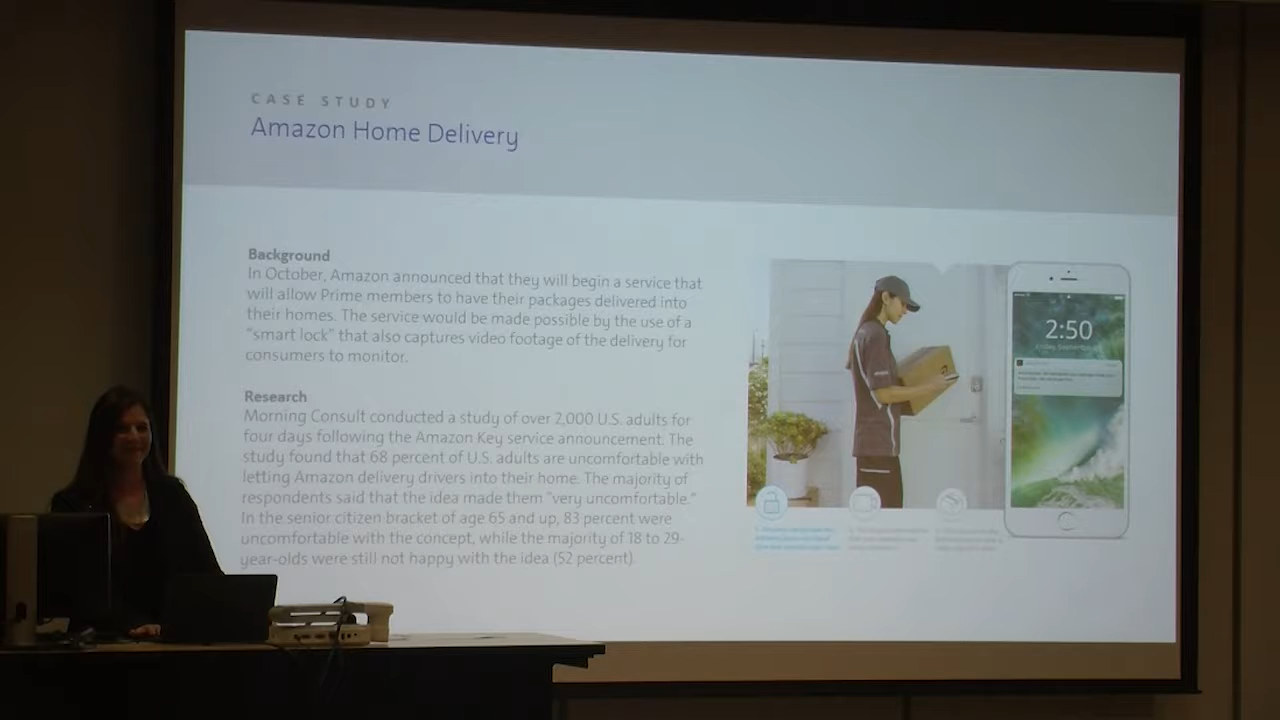 CASE STUDY
Amazon Home Delivery
Background
In October, Amazon announced that they will begin a service that
will allow Prime members to have their packages delivered into
their homes. The service would be made possible by the use of a
“smart lock” that also captures video footage of the delivery for
consumers to monitor.
Research
Morning Consult conducted a study of over 2,000 U.S. adults for
four days following the Amazon Key service announcement. The
study found that 68 percent of U.S. adults are uncomfortable with
letting Amazon delivery drivers into their home. The majority of
respondents said that the idea made them “very uncomfortable.”
In the senior citizen bracket of age 65 and up, 83 percent were
uncomfortable with the concept, while the majority of 18 to 29-
year-olds were still not happy with the idea (52 percent).
2:50